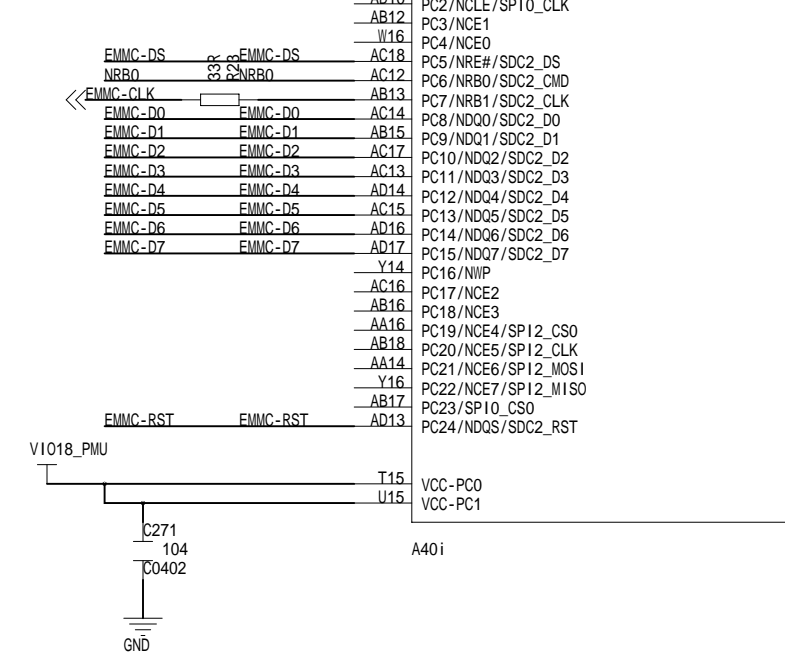 PC2/NCLE/SPI0_CLK
AB12 PC3/NCE1
W16 PC4/NCE0
EMMC-DS 33R R23 EMMC-DS AC18 PC5/NRE#/SDC2_DS
NRB0 NRB0 AC12 PC6/NRB0/SDC2_CMD
EMMC-CLK AB13 PC7/NRB1/SDC2_CLK
EMMC-D0 EMMC-D0 AC14 PC8/NDQ0/SDC2_D0
EMMC-D1 EMMC-D1 AB15 PC9/NDQ1/SDC2_D1
EMMC-D2 EMMC-D2 AC17 PC10/NDQ2/SDC2_D2
EMMC-D3 EMMC-D3 AC13 PC11/NDQ3/SDC2_D3
EMMC-D4 EMMC-D4 AD14 PC12/NDQ4/SDC2_D4
EMMC-D5 EMMC-D5 AC15 PC13/NDQ5/SDC2_D5
EMMC-D6 EMMC-D6 AD16 PC14/NDQ6/SDC2_D6
EMMC-D7 EMMC-D7 AD17 PC15/NDQ7/SDC2_D7
Y14 PC16/NWP
AC16 PC17/NCE2
AB16 PC18/NCE3
AA16 PC19/NCE4/SPI2_CS0
AB18 PC20/NCE5/SPI2_CLK
AA14 PC21/NCE6/SPI2_MOSI
Y16 PC22/NCE7/SPI2_MISO
AB17 PC23/SPI0_CS0
EMMC-RST EMMC-RST AD13 PC24/NDQS/SDC2_RST
VIO18_PMU
T15 VCC-PC0
U15 VCC-PC1
C271
104
C0402
A40i
GND